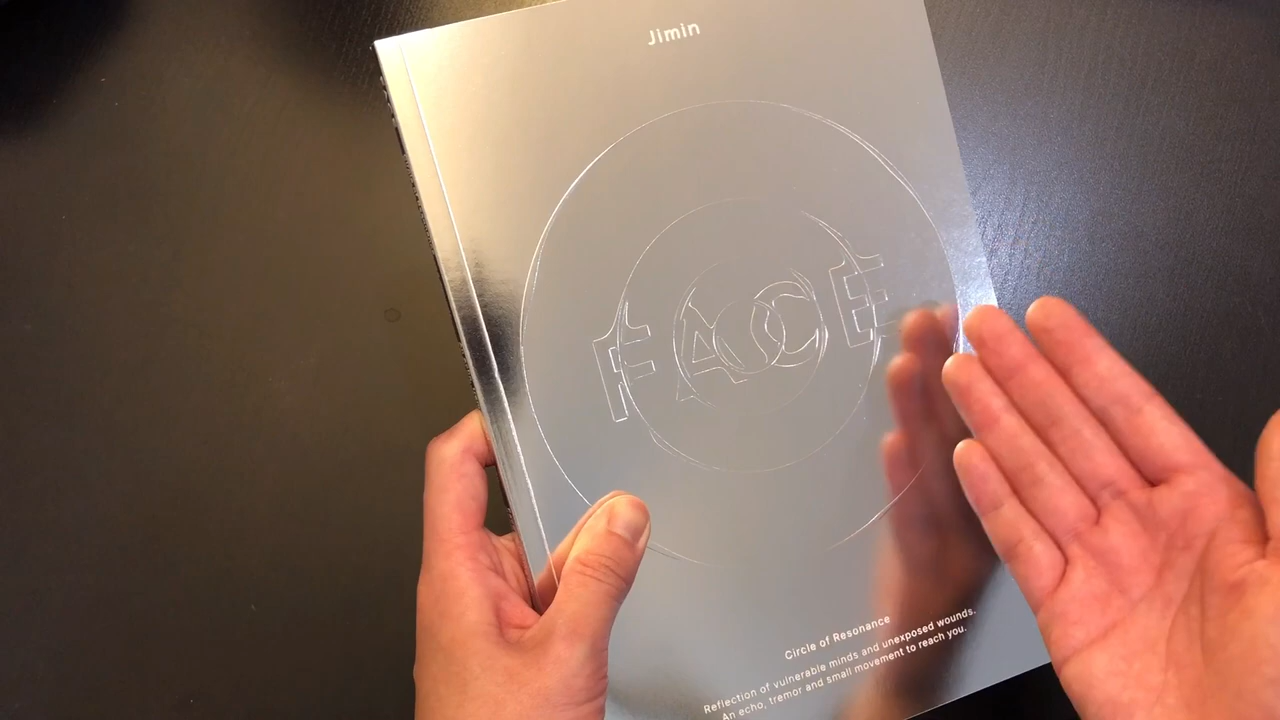 Jimin
FACE
Circle of Resonance
Reflection of vulnerable minds and unexposed wounds.
An echo, tremor and small movement to reach you.